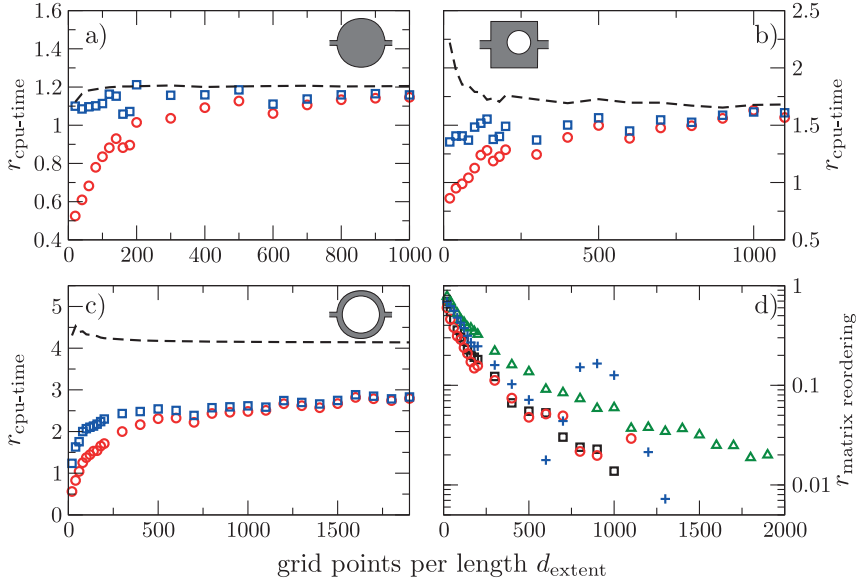 1.6
1.4
1.2
1.0
0.8
0.6
0.4
a)
r_cpu-time
0 200 400 600 800 1000
2.5
2
1.5
1
0.5
b)
r_cpu-time
0 500 1000
5
4
3
2
1
0
c)
r_cpu-time
0 500 1000 1500
1
0.1
0.01
d)
r_matrix reordering
0 500 1000 1500 2000
grid points per length d_extent